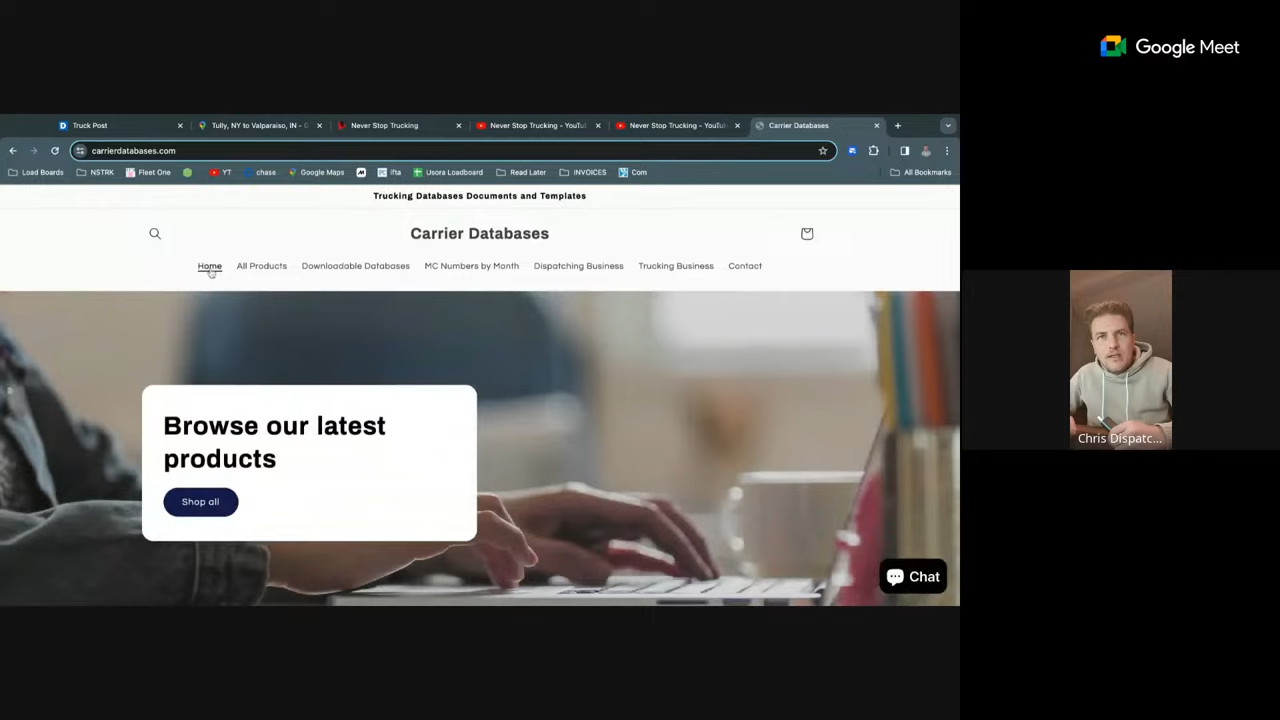 Google Meet
Truck Post
Tully, NY to Valparaiso, IN - G
Never Stop Trucking
Never Stop Trucking - YouTu
Never Stop Trucking - YouTu
Carrier Databases
carrierdatabases.com
Load Boards
NSTRK
Fleet One
YT
chase
Google Maps
ifta
Usora Loadboard
Read Later
INVOICES
Com
All Bookmarks
Trucking Databases Documents and Templates
Carrier Databases
Home
All Products
Downloadable Databases
MC Numbers by Month
Dispatching Business
Trucking Business
Contact
Browse our latest
products
Shop all
Chat
Chris Dispatc...